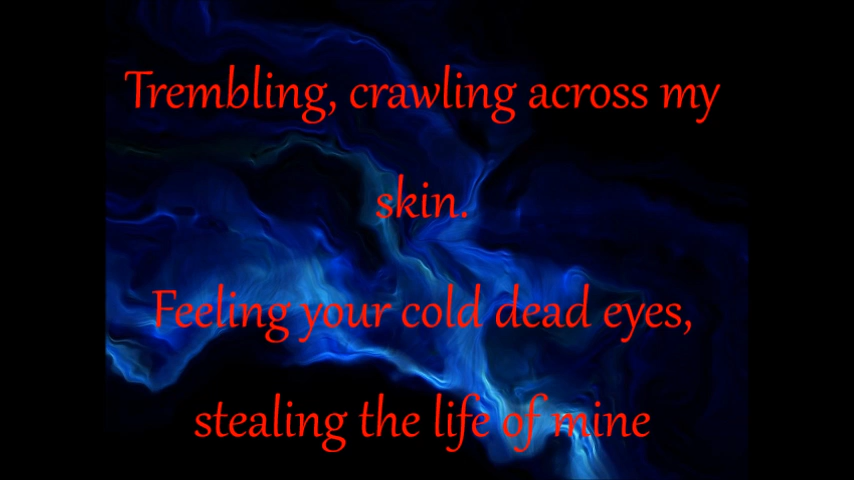 Trembling, crawling across my
skin.
Feeling your cold dead eyes,
stealing the life of mine